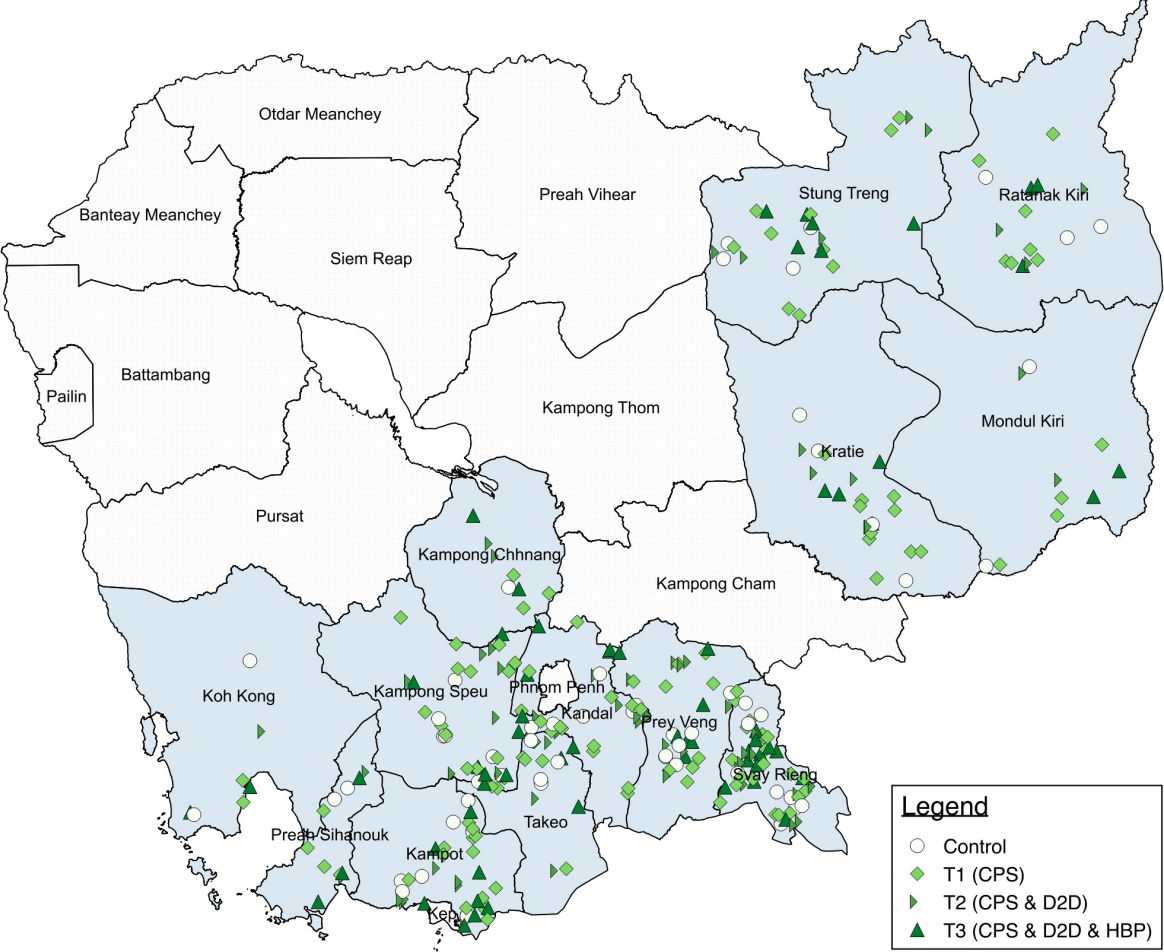 Otdar Meanchey
Preah Vihear
Stung Treng
Ratanak Kiri
Banteay Meanchey
Siem Reap
Battambang
Pailin
Kampong Thom
Mondul Kiri
Kratie
Pursat
Kampong Chhnang
Kampong Cham
Koh Kong
Kampong Speu
Phnom Penh
Kandal
Prey Veng
Svay Rieng
Preah Sihanouk
Takeo
Kampot
Kep
Legend
Control
T1 (CPS)
T2 (CPS & D2D)
T3 (CPS & D2D & HBP)